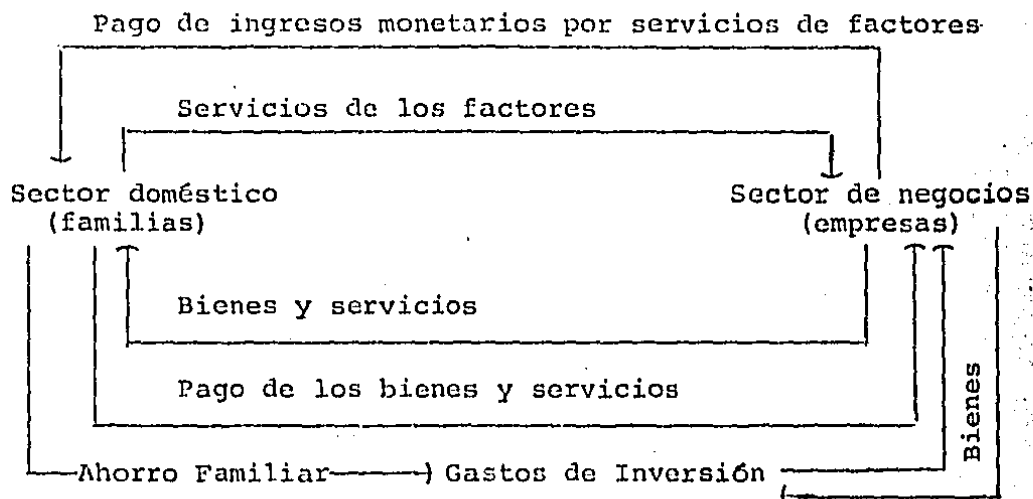 Pago de ingresos monetarios por servicios de factores
Servicios de los factores
Sector doméstico
(familias)
Sector de negocios
(empresas)
Bienes y servicios
Pago de los bienes y servicios
Bienes
Ahorro Familiar
Gastos de Inversión